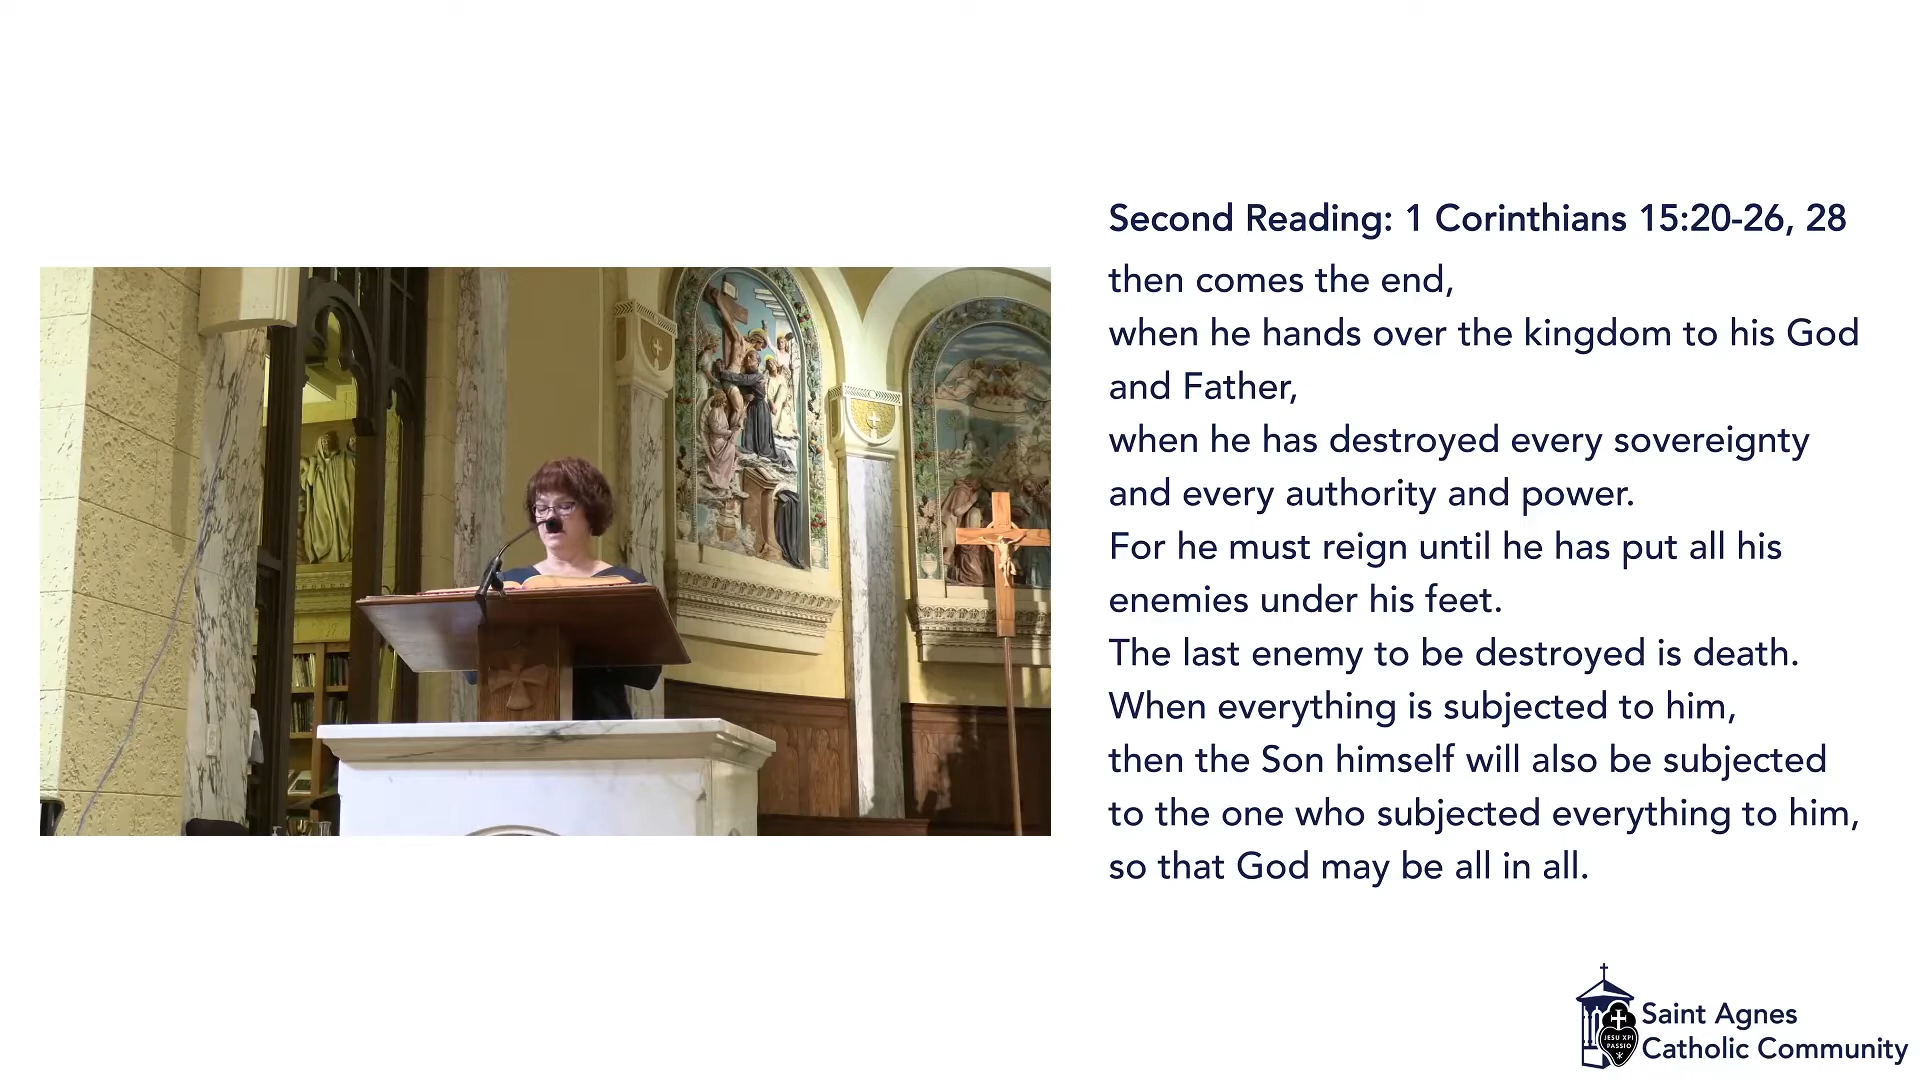 Second Reading: 1 Corinthians 15:20-26, 28
then comes the end,
when he hands over the kingdom to his God
and Father,
when he has destroyed every sovereignty
and every authority and power.
For he must reign until he has put all his
enemies under his feet.
The last enemy to be destroyed is death.
When everything is subjected to him,
then the Son himself will also be subjected
to the one who subjected everything to him,
so that God may be all in all.
JESU XPI
PASSIO
Saint Agnes
Catholic Community